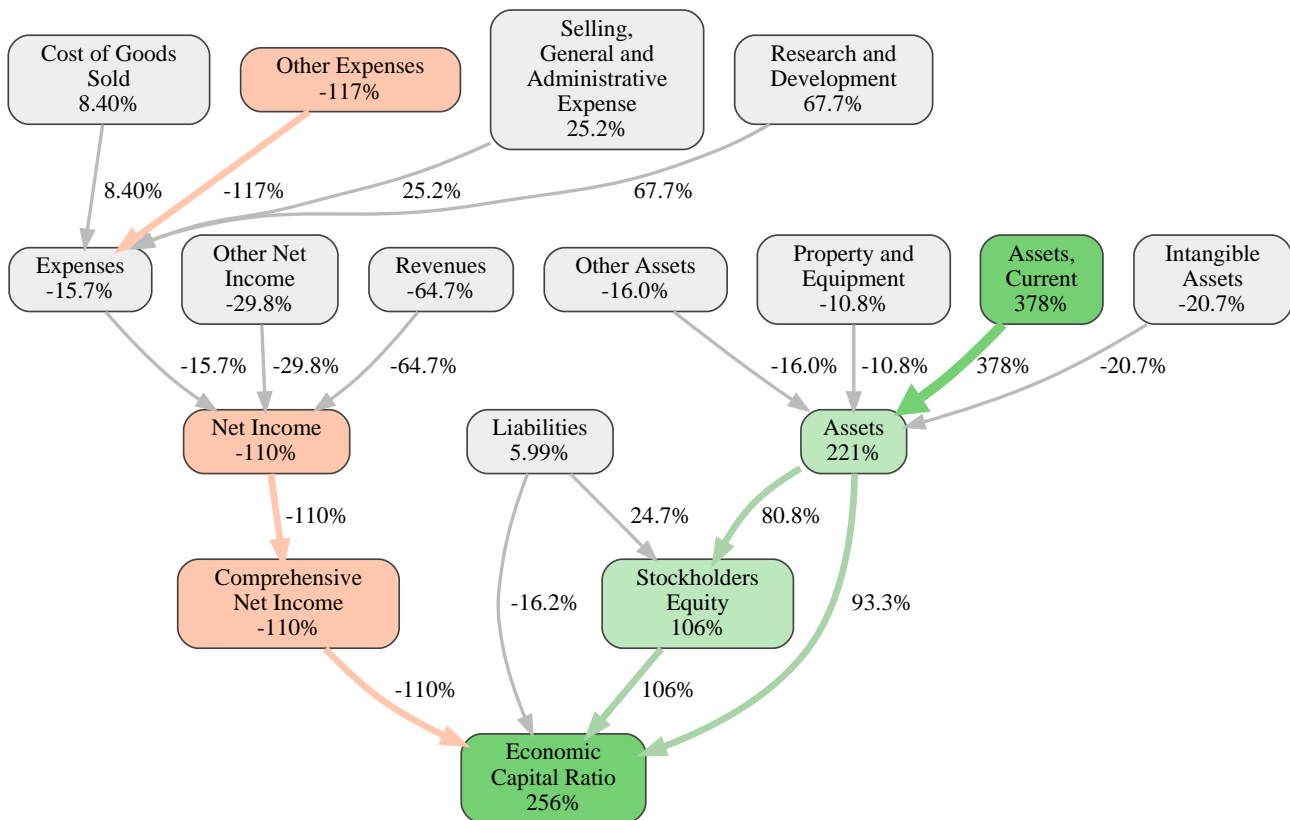 Cost of Goods
Sold
8.40%
Other Expenses
-117%
Selling,
General and
Administrative
Expense
25.2%
Research and
Development
67.7%
8.40%
-117%
25.2%
67.7%
Expenses
-15.7%
Other Net
Income
-29.8%
Revenues
-64.7%
Other Assets
-16.0%
Property and
Equipment
-10.8%
Assets,
Current
378%
Intangible
Assets
-20.7%
-15.7%
-29.8%
-64.7%
-16.0%
-10.8%
378%
-20.7%
Net Income
-110%
Liabilities
5.99%
Assets
221%
-110%
24.7%
80.8%
Comprehensive
Net Income
-110%
-16.2%
Stockholders
Equity
106%
93.3%
-110%
106%
Economic
Capital Ratio
256%